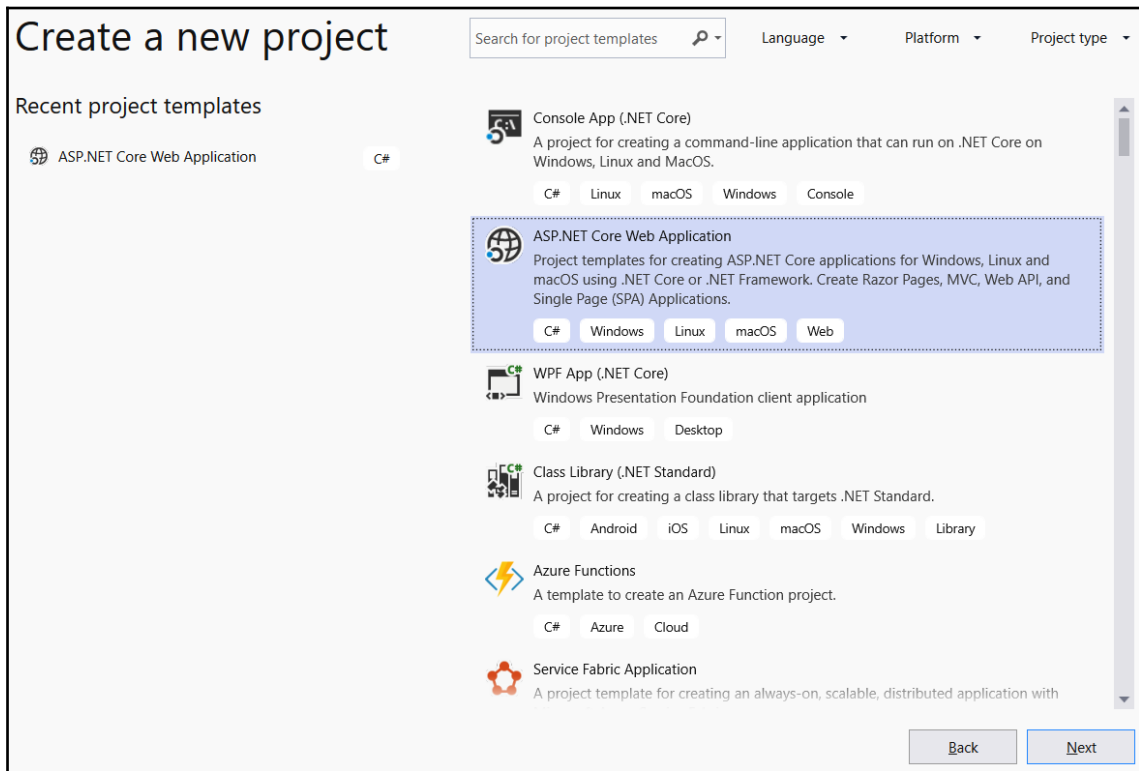 Create a new project
Search for project templates
Language
Platform
Project type
Recent project templates
ASP.NET Core Web Application
C#
Console App (.NET Core)
A project for creating a command-line application that can run on .NET Core on
Windows, Linux and MacOS.
C# Linux macOS Windows Console
ASP.NET Core Web Application
Project templates for creating ASP.NET Core applications for Windows, Linux and
macOS using .NET Core or .NET Framework. Create Razor Pages, MVC, Web API, and
Single Page (SPA) Applications.
C# Windows Linux macOS Web
C#
WPF App (.NET Core)
Windows Presentation Foundation client application
C# Windows Desktop
C#
Class Library (.NET Standard)
A project for creating a class library that targets .NET Standard.
C# Android iOS Linux macOS Windows Library
Azure Functions
A template to create an Azure Function project.
C# Azure Cloud
Service Fabric Application
A project template for creating an always-on, scalable, distributed application with
Back
Next